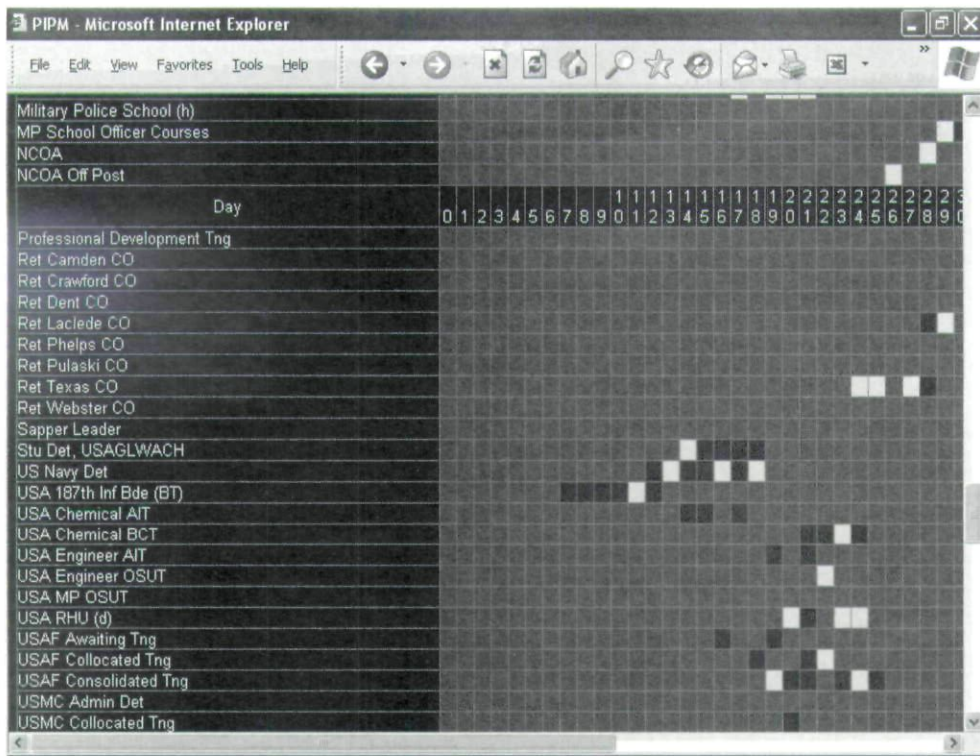 PIPM - Microsoft Internet Explorer
File Edit View Favorites Tools Help »
Military Police School (h)
MP School Officer Courses
NCOA
NCOA Off Post
Day 0 1 2 3 4 5 6 7 8 9 10 11 12 13 14 15 16 17 18 19 20 21 22 23 24 25 26 27 28 29 30
Professional Development Tng
Ret Camden CO
Ret Crawford CO
Ret Dent CO
Ret Laclede CO
Ret Phelps CO
Ret Pulaski CO
Ret Texas CO
Ret Webster CO
Sapper Leader
Stu Det, USAGLWACH
US Navy Det
USA 187th Inf Bde (BT)
USA Chemical AIT
USA Chemical BCT
USA Engineer AIT
USA Engineer OSUT
USA MP OSUT
USA RHU (d)
USAF Awaiting Tng
USAF Collocated Tng
USAF Consolidated Tng
USMC Admin Det
USMC Collocated Tng